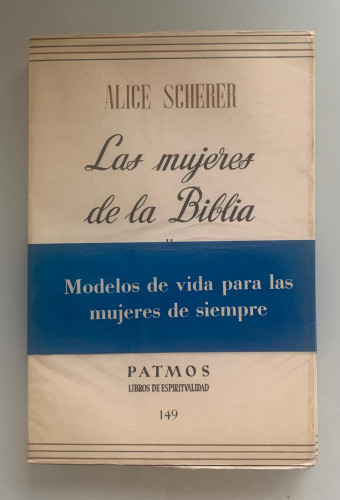 ALICE SCHERER
Las mujeres
de la Biblia
Modelos de vida para las
mujeres de siempre
PATMOS
LIBROS DE ESPIRITVALIDAD
149